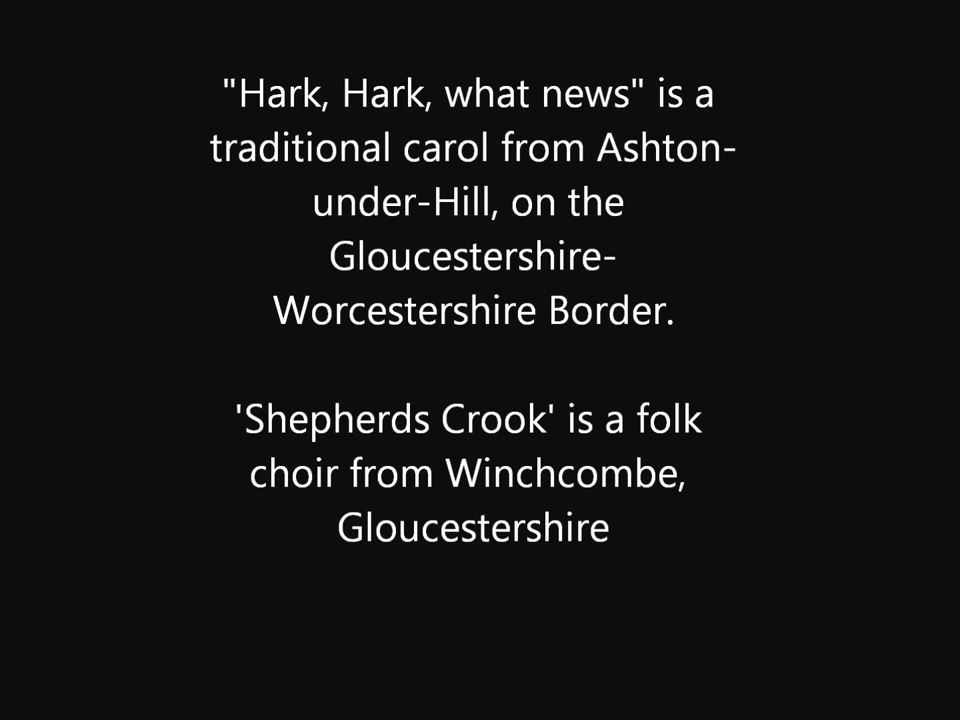 "Hark, Hark, what news" is a
traditional carol from Ashton-
under-Hill, on the
Gloucestershire-
Worcestershire Border.
'Shepherds Crook' is a folk
choir from Winchcombe,
Gloucestershire